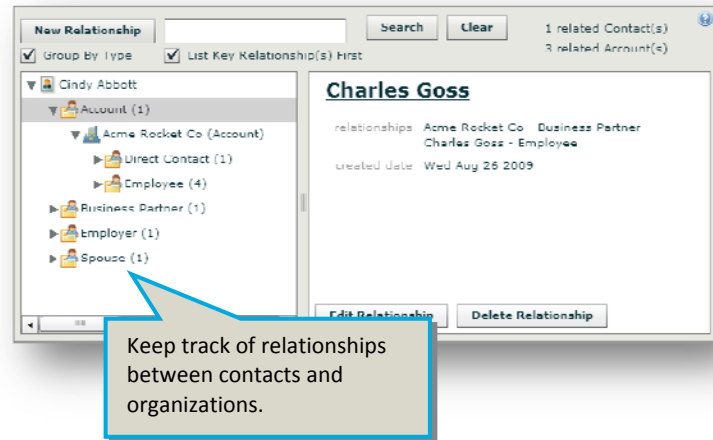 New Relationship
Search
Clear
1 related Contact(s)
3 related Account(s)
Group By Type
List Key Relationship(s) First
Cindy Abbott
Account (1)
Acme Rocket Co (Account)
Direct Contact (1)
Employee (4)
Business Partner (1)
Employer (1)
Spouse (1)
Charles Goss
relationships Acme Rocket Co Business Partner
Charles Goss - Employee
created date Wed Aug 26 2009
Edit Relationship
Delete Relationship
Keep track of relationships
between contacts and
organizations.